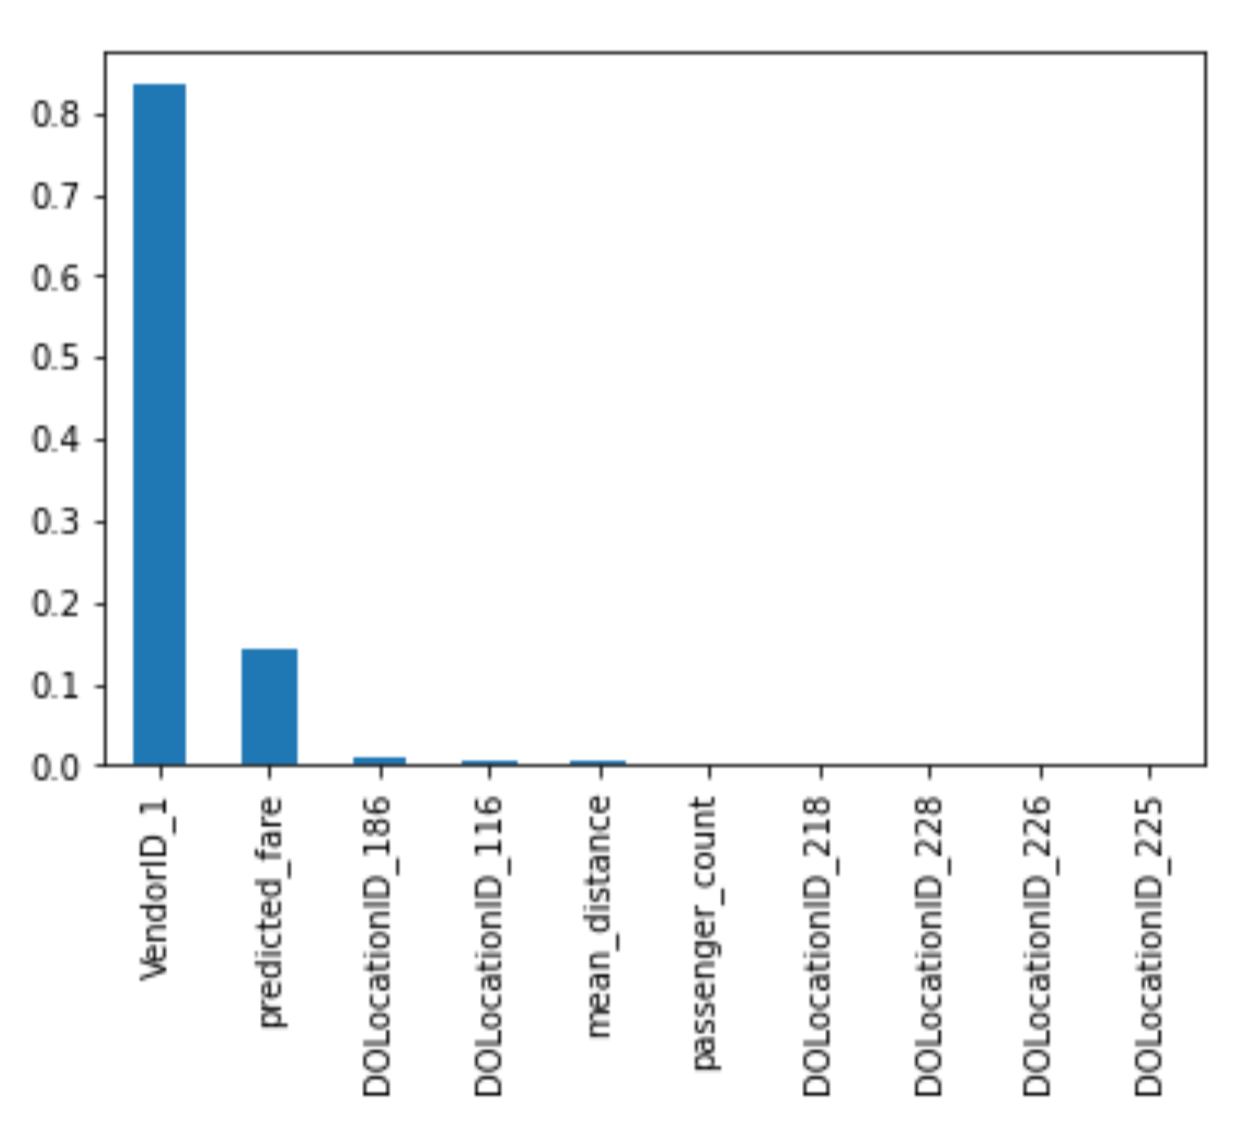 0.8
0.7
0.6
0.5
0.4
0.3
0.2
0.1
0.0
VendorID_1
predicted_fare
DOLocationID_186
DOLocationID_116
mean_distance
passenger_count
DOLocationID_218
DOLocationID_228
DOLocationID_226
DOLocationID_225